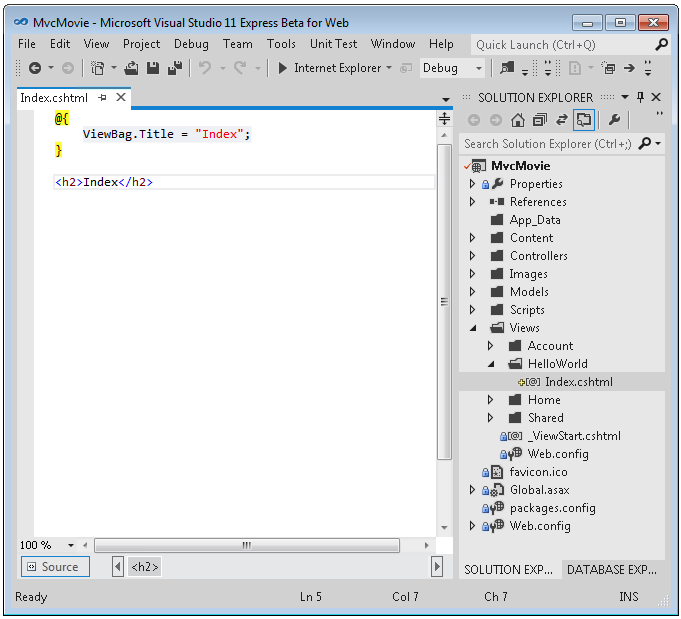 MvcMovie - Microsoft Visual Studio 11 Express Beta for Web
File Edit View Project Debug Team Tools Unit Test Window Help
Quick Launch (Ctrl+Q)
Internet Explorer Debug
Index.cshtml
@{
ViewBag.Title = "Index";
}
<h2>Index</h2>
100 %
Source <h2>
SOLUTION EXPLORER
Search Solution Explorer (Ctrl+;)
MvcMovie
Properties
References
App_Data
Content
Controllers
Images
Models
Scripts
Views
Account
HelloWorld
[@] Index.cshtml
Home
Shared
[@] _ViewStart.cshtml
Web.config
favicon.ico
Global.asax
packages.config
Web.config
SOLUTION EXP... DATABASE EXP...
Ready Ln 5 Col 7 Ch 7 INS